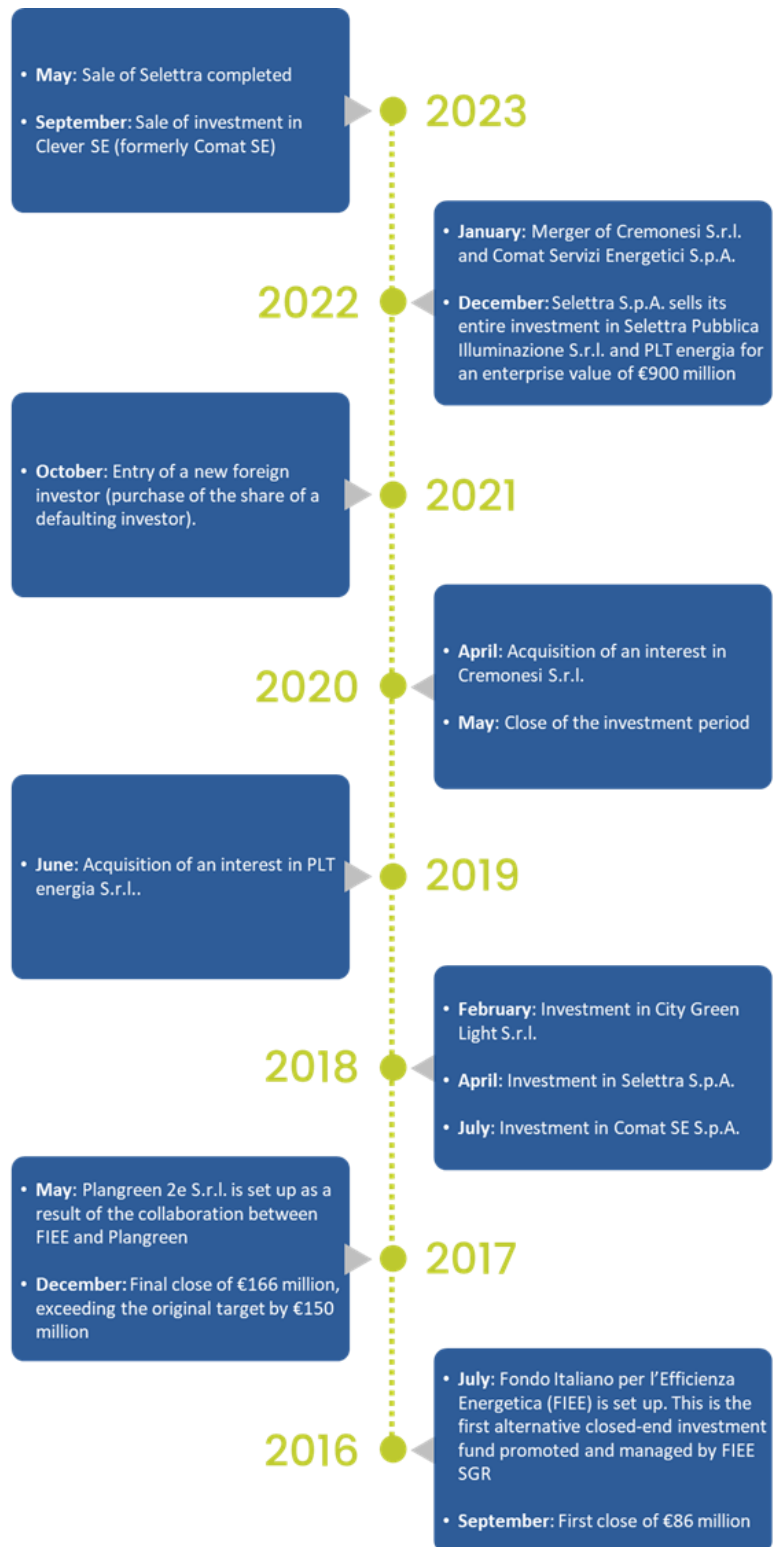 • May: Sale of Selettra completed
• September: Sale of investment in
Clever SE (formerly Comat SE)
2023
• January: Merger of Cremonesi S.r.l.
and Comat Servizi Energetici S.p.A.
• December: Selettra S.p.A. sells its
entire investment in Selettra Pubblica
Illuminazione S.r.l. and PLT energia for
an enterprise value of €900 million
2022
• October: Entry of a new foreign
investor (purchase of the share of a
defaulting investor).
2021
• April: Acquisition of an interest in
Cremonesi S.r.l.
• May: Close of the investment period
2020
• June: Acquisition of an interest in PLT
energia S.r.l..
2019
• February: Investment in City Green
Light S.r.l.
• April: Investment in Selettra S.p.A.
• July: Investment in Comat SE S.p.A.
2018
• May: Plangreen 2e S.r.l. is set up as a
result of the collaboration between
FIEE and Plangreen
• December: Final close of €166 million,
exceeding the original target by €150
million
2017
• July: Fondo Italiano per l’Efficienza
Energetica (FIEE) is set up. This is the
first alternative closed-end investment
fund promoted and managed by FIEE
SGR
• September: First close of €86 million
2016